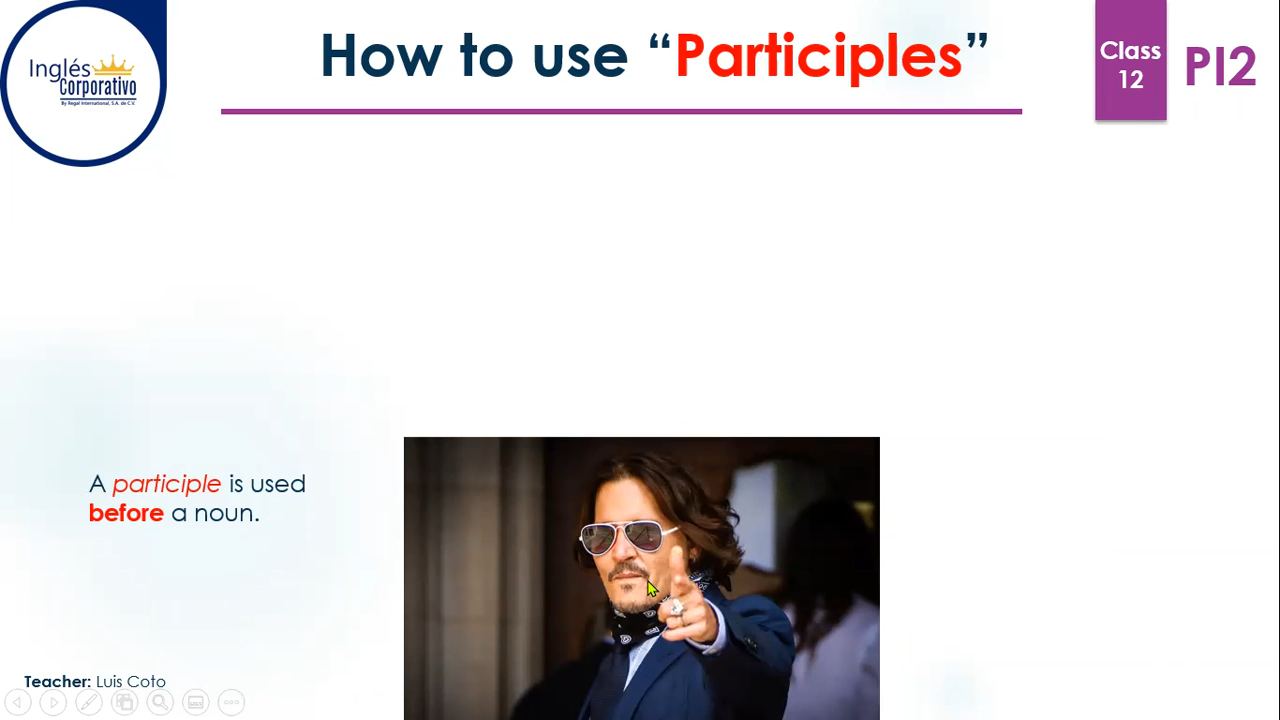 Inglés
Corporativo
By Regal International, S.A. de C.V.
How to use “Participles”
Class
12
PI2
A participle is used
before a noun.
Teacher: Luis Coto